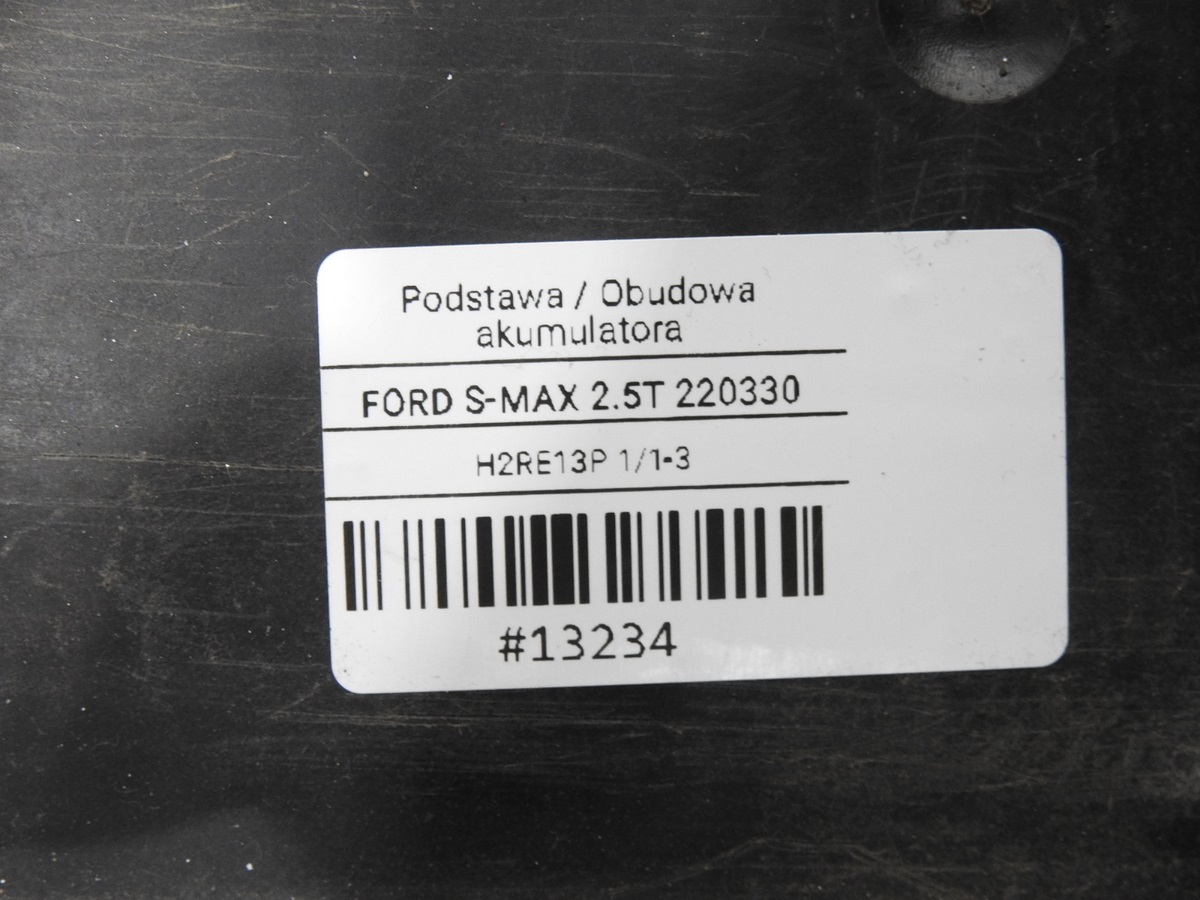 Podstawa / Obudowa
akumulatora
FORD S-MAX 2.5T 220330
H2RE13P 1/1-3
#13234